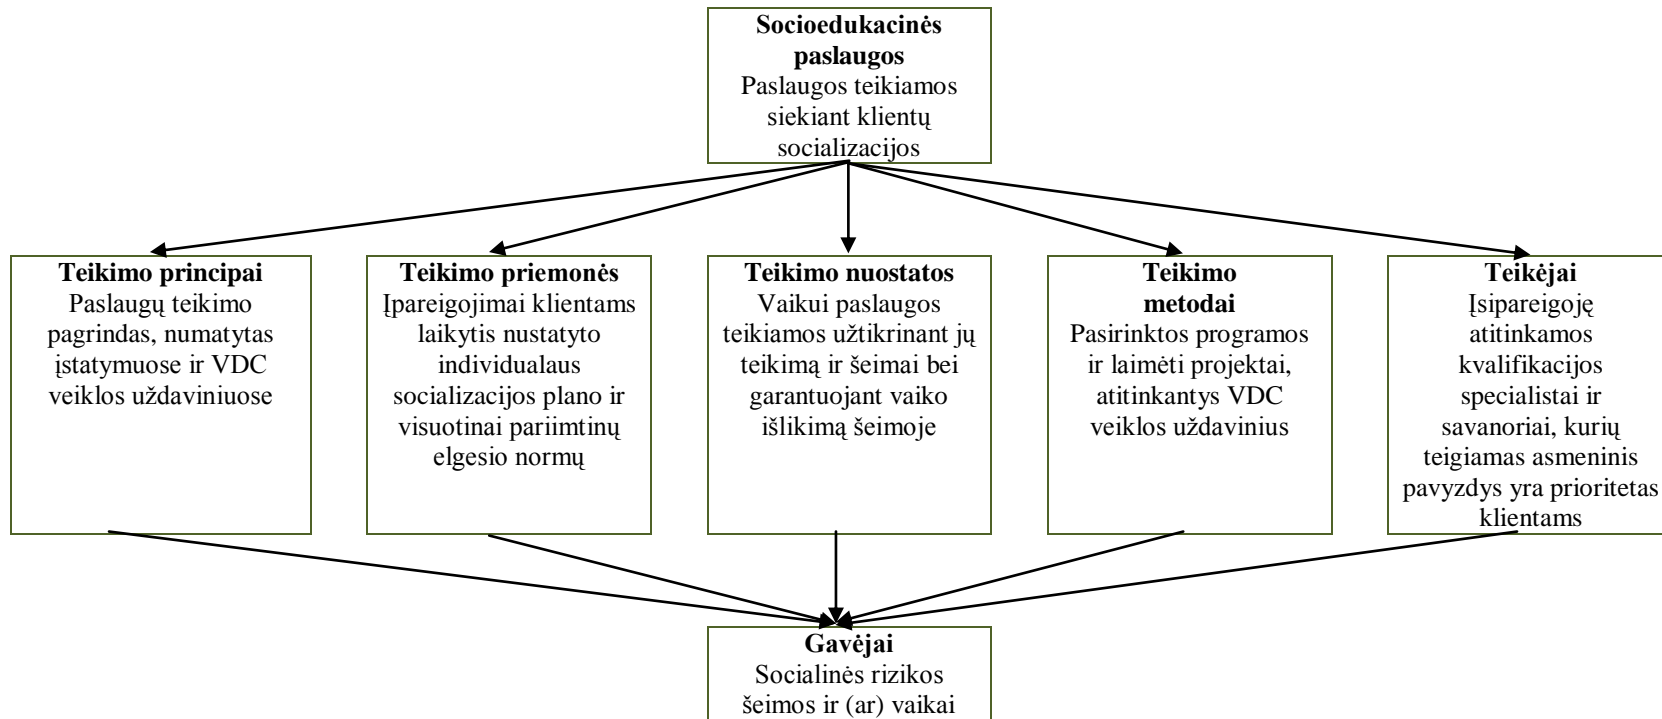 Socioedukacinės
paslaugos
Paslaugos teikiamos
siekiant klientų
socializacijos
Teikimo principai
Paslaugų teikimo
pagrindas, numatytas
įstatymuose ir VDC
veiklos uždaviniuose
Teikimo priemonės
Įpareigojimai klientams
laikytis nustatyto
individualaus
socializacijos plano ir
visuotinai pariimtinų
elgesio normų
Teikimo nuostatos
Vaikui paslaugos
teikiamos užtikrinant jų
teikimą ir šeimai bei
garantuojant vaiko
išlikimą šeimoje
Teikimo
metodai
Pasirinktos programos
ir laimėti projektai,
atitinkantys VDC
veiklos uždavinius
Teikėjai
Įsipareigoję
atitinkamos
kvalifikacijos
specialistai ir
savanoriai, kurių
teigiamas asmeninis
pavyzdys yra prioritetas
klientams
Gavėjai
Socialinės rizikos
šeimos ir (ar) vaikai